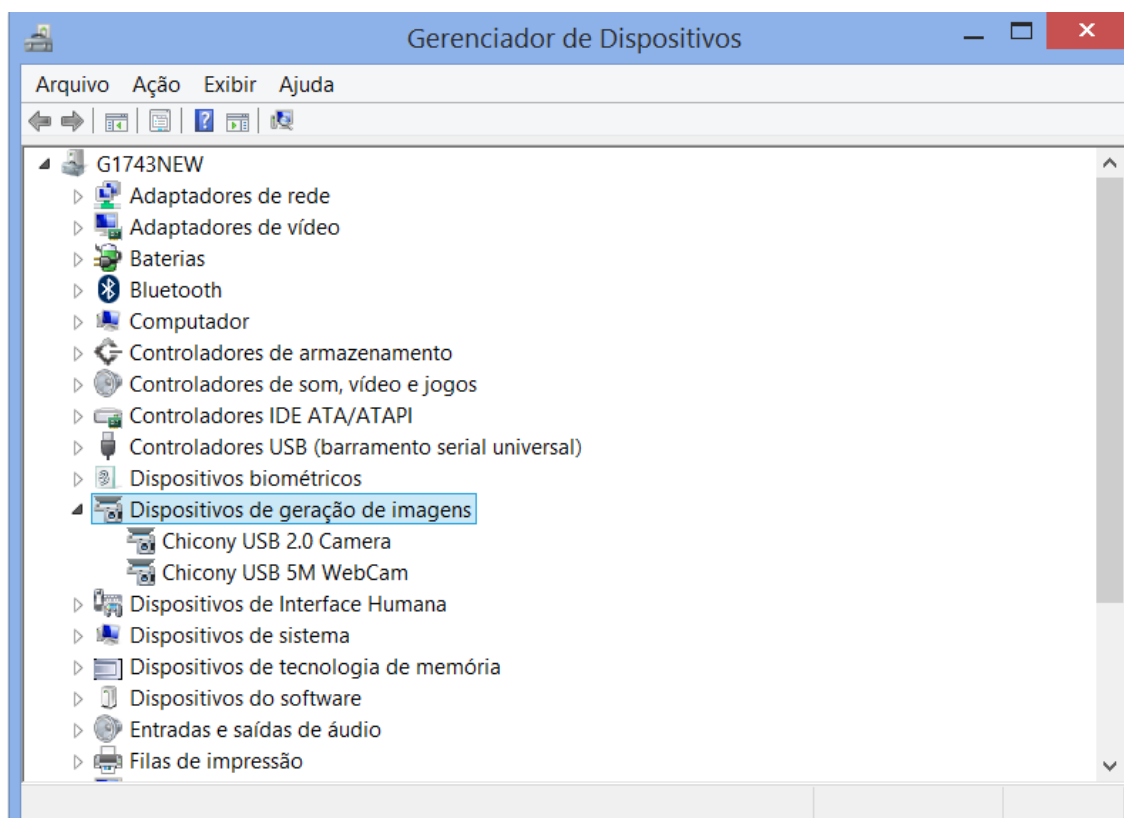 Gerenciador de Dispositivos
Arquivo Ação Exibir Ajuda
G1743NEW
Adaptadores de rede
Adaptadores de vídeo
Baterias
Bluetooth
Computador
Controladores de armazenamento
Controladores de som, vídeo e jogos
Controladores IDE ATA/ATAPI
Controladores USB (barramento serial universal)
Dispositivos biométricos
Dispositivos de geração de imagens
Chicony USB 2.0 Camera
Chicony USB 5M WebCam
Dispositivos de Interface Humana
Dispositivos de sistema
Dispositivos de tecnologia de memória
Dispositivos do software
Entradas e saídas de áudio
Filas de impressão